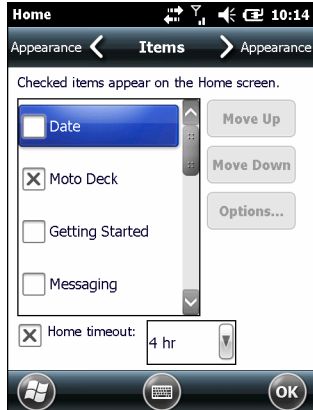 Home 10:14
Appearance Items Appearance
Checked items appear on the Home screen.
Date
Moto Deck
Getting Started
Messaging
Move Up
Move Down
Options...
Home timeout: 4 hr
OK